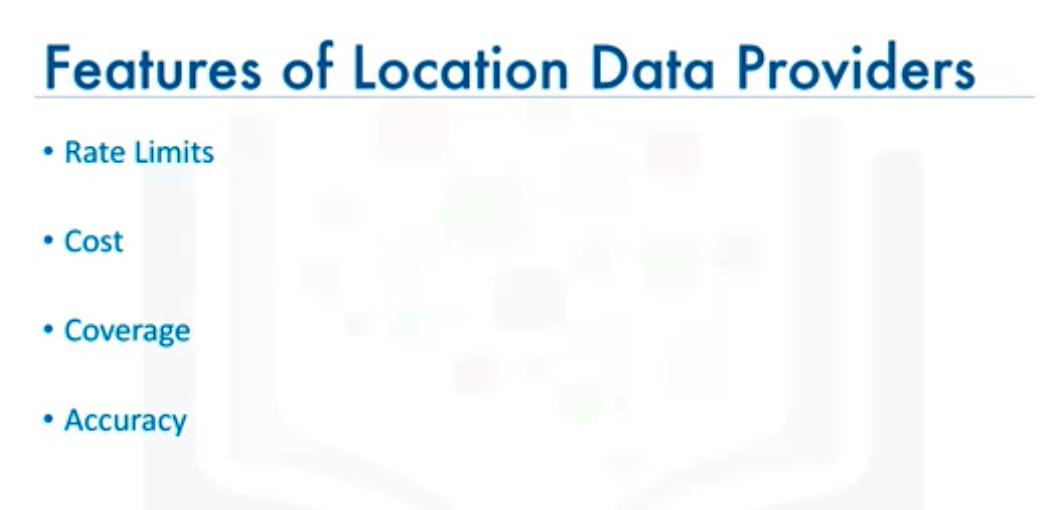 Features of Location Data Providers
• Rate Limits
• Cost
• Coverage
• Accuracy